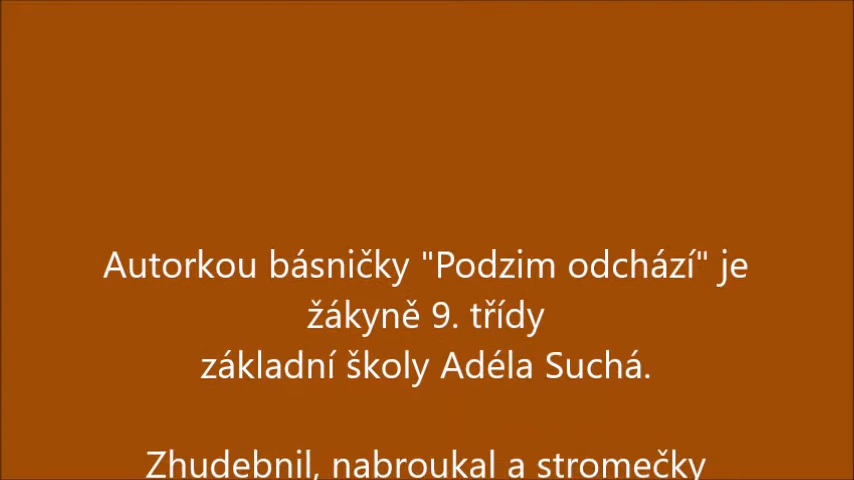 Autorkou básničky "Podzim odchází" je
žákyně 9. třídy
základní školy Adéla Suchá.
Zhudebnil, nabroukal a stromečky